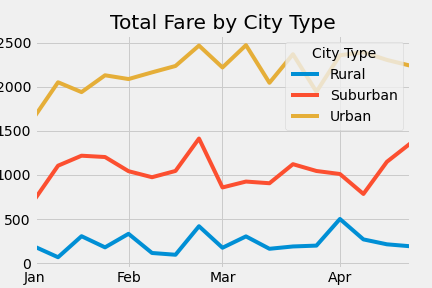 Total Fare by City Type
2500
2000
1500
1000
500
0
Jan Feb Mar Apr
City Type
Rural
Suburban
Urban